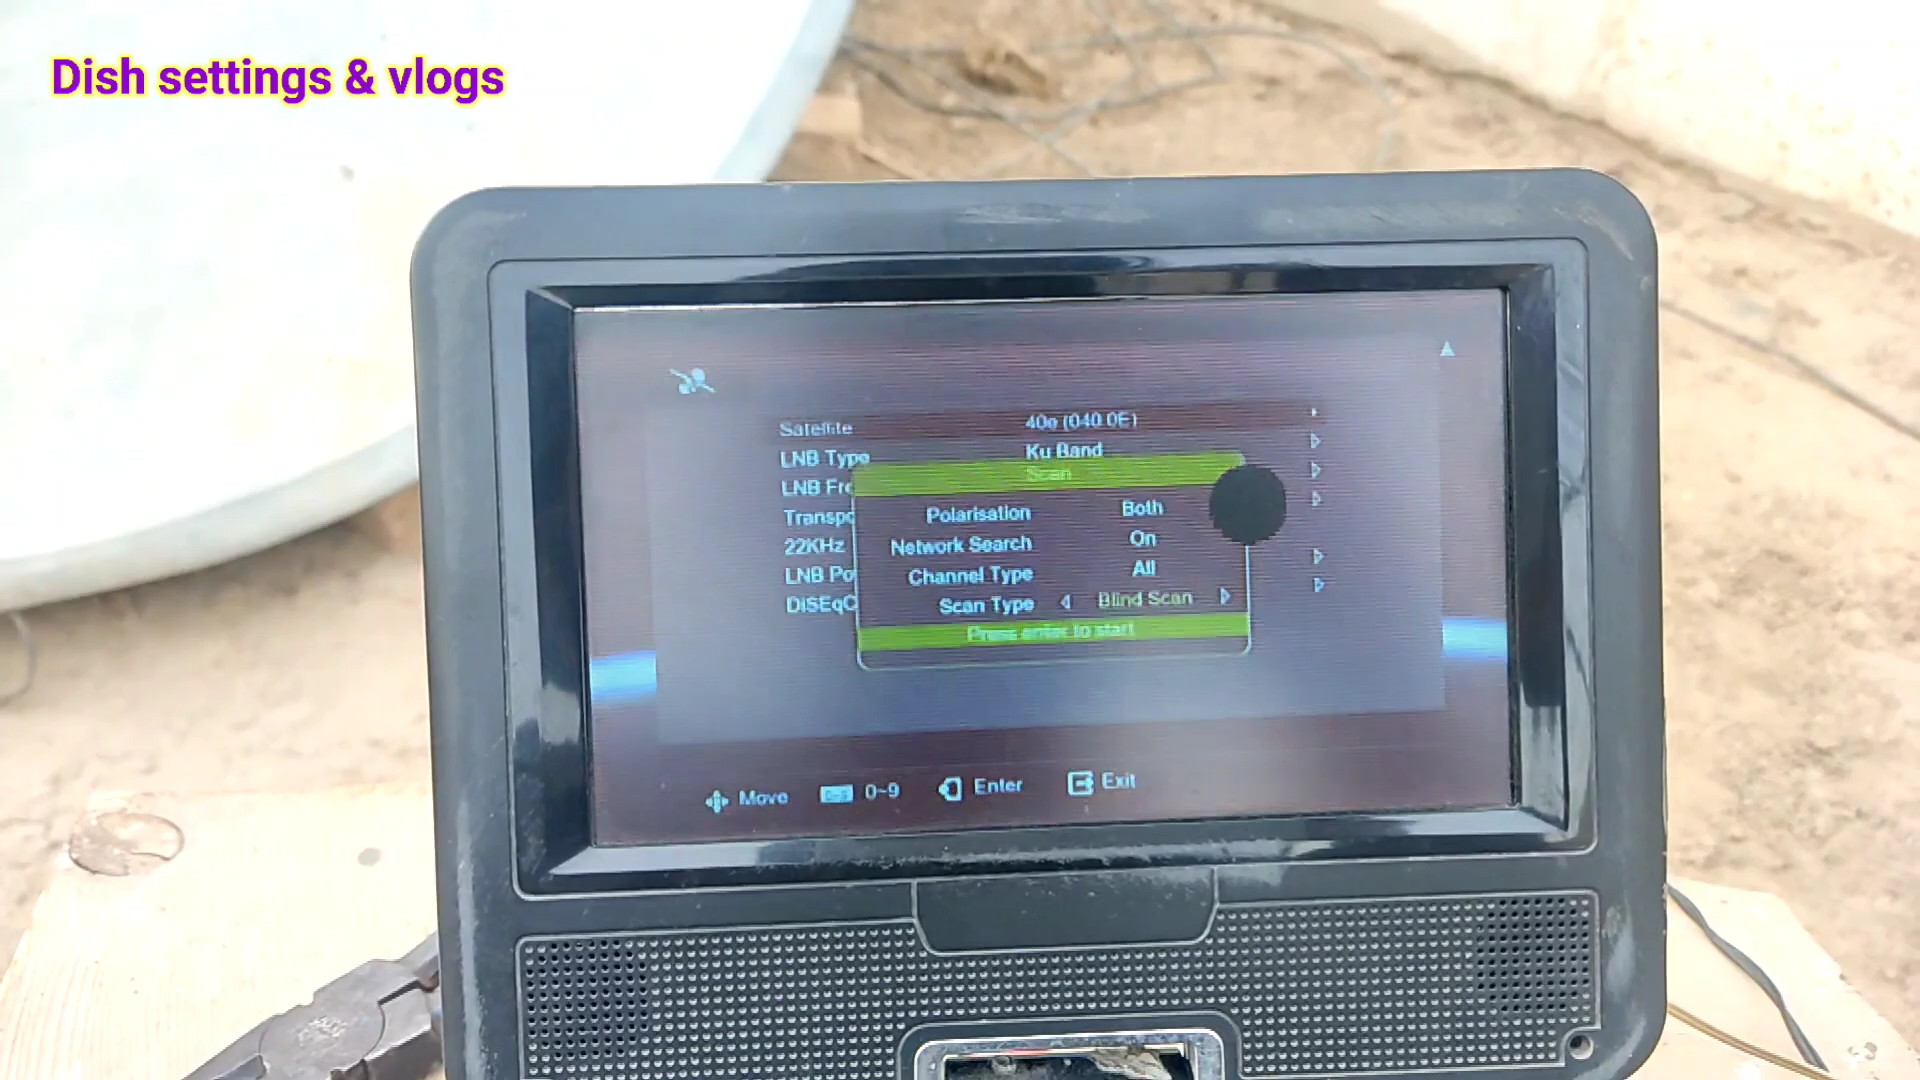 Dish settings & vlogs
Satellite 40e (040.0E)
LNB Type Ku Band
LNB Fre
Scan
Transpo
Polarisation Both
22KHz
Network Search On
LNB Po
Channel Type All
DiSEqC
Scan Type Blind Scan
Press enter to start
Move 0~9 Enter Exit